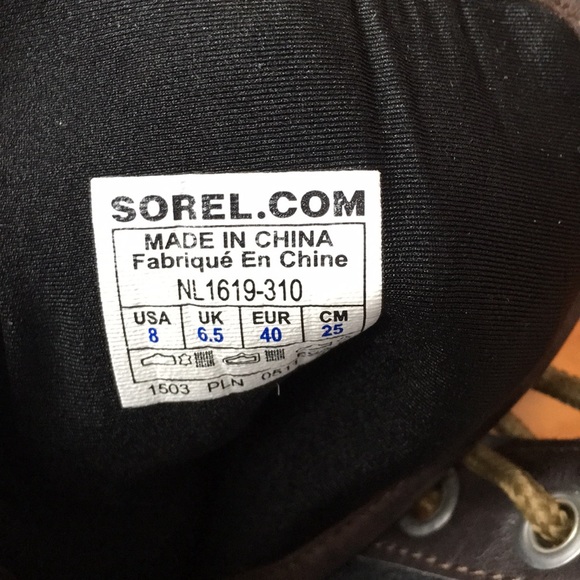 SOREL.COM
MADE IN CHINA
Fabriqué En Chine
NL1619-310
USA UK EUR CM
8 6.5 40 25
1503 PLN